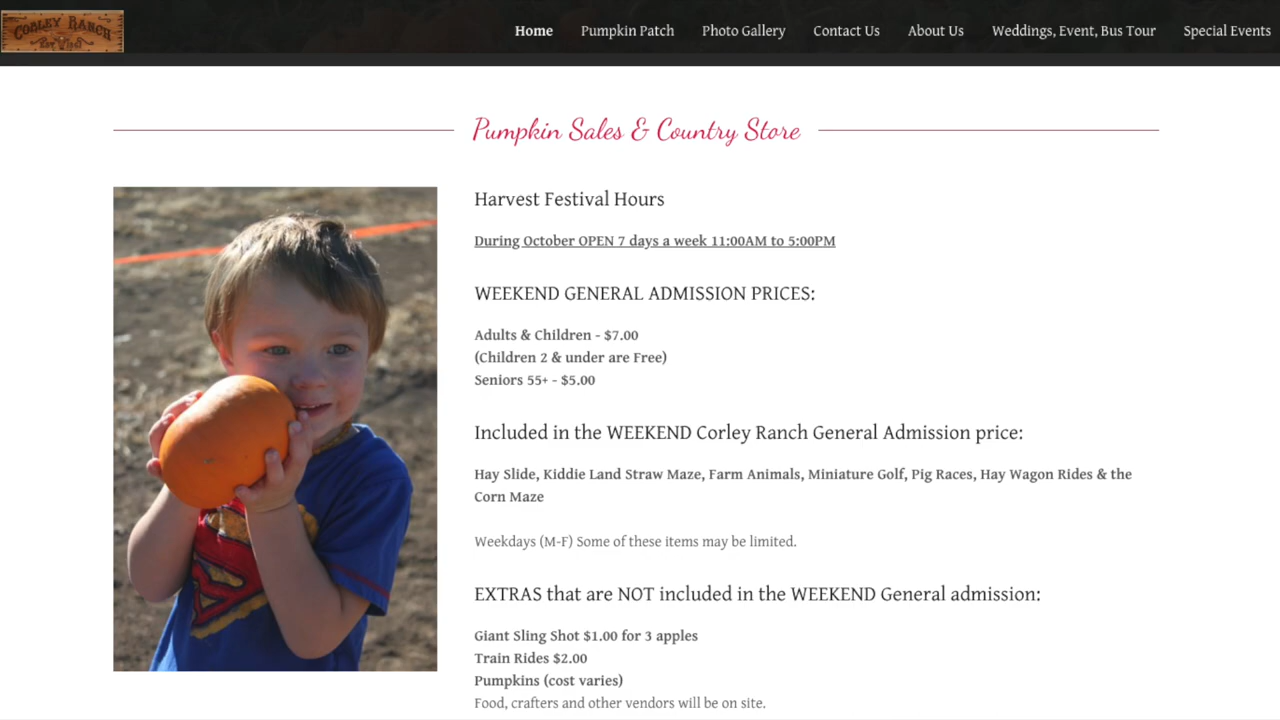 CORLEY RANCH
Home
Pumpkin Patch
Photo Gallery
Contact Us
About Us
Weddings, Event, Bus Tour
Special Events
Pumpkin Sales & Country Store
Harvest Festival Hours
During October OPEN 7 days a week 11:00AM to 5:00PM
WEEKEND GENERAL ADMISSION PRICES:
Adults & Children - $7.00
(Children 2 & under are Free)
Seniors 55+ - $5.00
Included in the WEEKEND Corley Ranch General Admission price:
Hay Slide, Kiddie Land Straw Maze, Farm Animals, Miniature Golf, Pig Races, Hay Wagon Rides & the
Corn Maze
Weekdays (M-F) Some of these items may be limited.
EXTRAS that are NOT included in the WEEKEND General admission:
Giant Sling Shot $1.00 for 3 apples
Train Rides $2.00
Pumpkins (cost varies)
Food, crafters and other vendors will be on site.